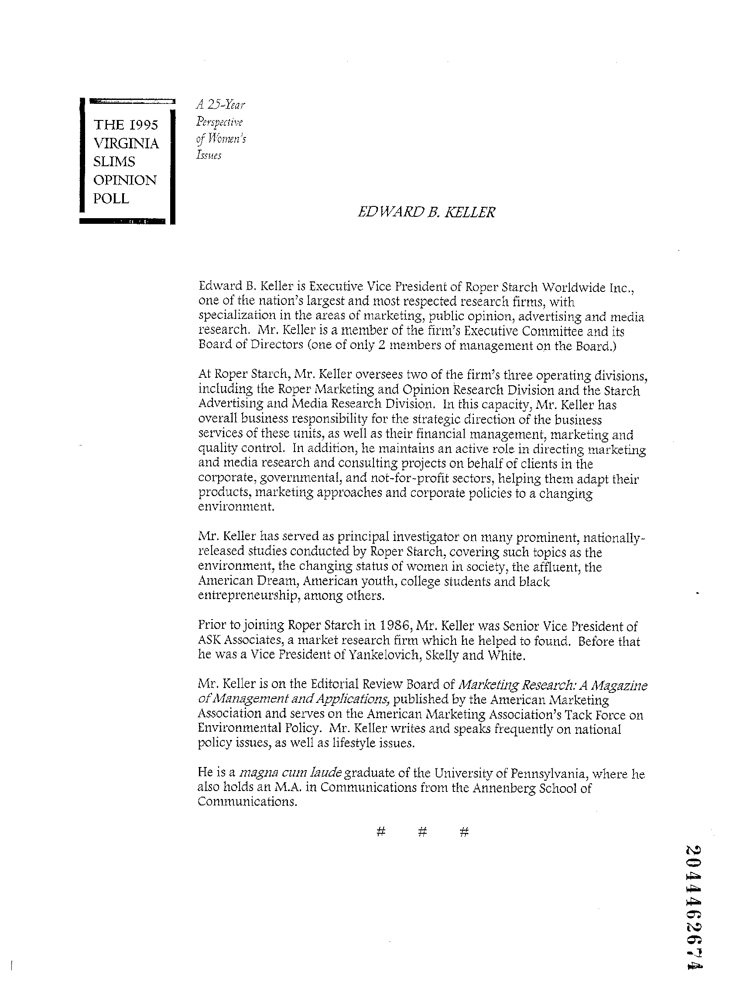 THE 1995
VIRGINIA
SLIMS
OPINION
POLL
A 25-Year
Perspective
of Women's
Issues
EDWARD B. KELLER
Edward B. Keller is Executive Vice President of Roper Starch Worldwide Inc.,
one of the nation's largest and most respected research firms, with
specialization in the areas of marketing, public opinion, advertising and media
research. Mr. Keller is a member of the firm's Executive Committee and its
Board of Directors (one of only 2 members of management on the Board.)
At Roper Starch, Mr. Keller oversees two of the firm's three operating divisions,
including the Roper Marketing and Opinion Research Division and the Starch
Advertising and Media Research Division. In this capacity, Mr. Keller has
overall business responsibility for the strategic direction of the business
services of these units, as well as their financial management, marketing and
quality control. In addition, he maintains an active role in directing marketing
and media research and consulting projects on behalf of clients in the
corporate, governmental, and not-for-profit sectors, helping them adapt their
products, marketing approaches and corporate policies to a changing
environment.
Mr. Keller has served as principal investigator on many prominent, nationally-
released studies conducted by Roper Starch, covering such topics as the
environment, the changing status of women in society, the affluent, the
American Dream, American youth, college students and black
entrepreneurship, among others.
Prior to joining Roper Starch in 1986, Mr. Keller was Senior Vice President of
ASK Associates, a market research firm which he helped to found. Before that
he was a Vice President of Yankelovich, Skelly and White.
Mr. Keller is on the Editorial Review Board of Marketing Research: A Magazine
of Management and Applications, published by the American Marketing
Association and serves on the American Marketing Association's Tack Force on
Environmental Policy. Mr. Keller writes and speaks frequently on national
policy issues, as well as lifestyle issues.
He is a magna cum laude graduate of the University of Pennsylvania, where he
also holds an M.A. in Communications from the Annenberg School of
Communications.
# # #
2044462674